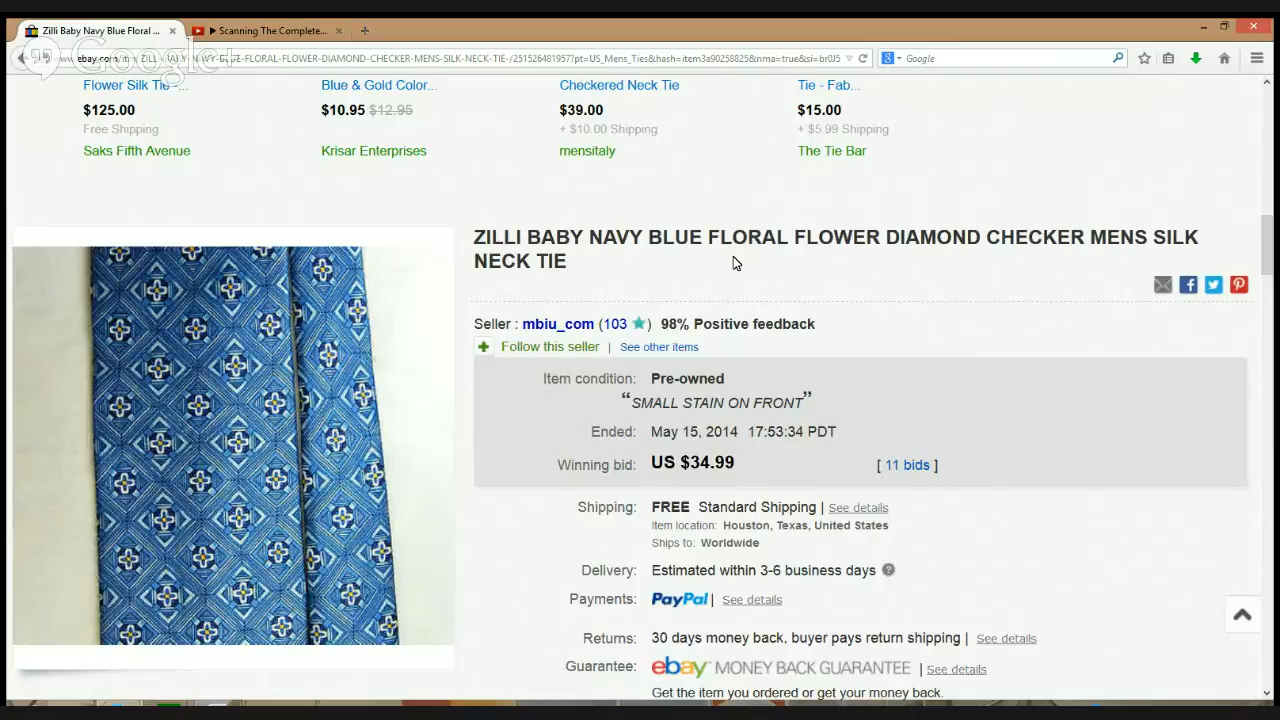 Zilli Baby Navy Blue Floral ...
Scanning The Complete...
Google+
Google
Flower Silk Tie -...
Blue & Gold Color...
Checkered Neck Tie
Tie - Fab...
$125.00
$10.95 $12.95
$39.00
$15.00
Free Shipping
+ $10.00 Shipping
+ $5.99 Shipping
Saks Fifth Avenue
Krisar Enterprises
mensitaly
The Tie Bar
ZILLI BABY NAVY BLUE FLORAL FLOWER DIAMOND CHECKER MENS SILK
NECK TIE
Seller : mbiu_com (103 ) 98% Positive feedback
Follow this seller | See other items
Item condition: Pre-owned
“SMALL STAIN ON FRONT”
Ended: May 15, 2014 17:53:34 PDT
Winning bid: US $34.99 [ 11 bids ]
Shipping: FREE Standard Shipping | See details
Item location: Houston, Texas, United States
Ships to: Worldwide
Delivery: Estimated within 3-6 business days
Payments: PayPal | See details
Returns: 30 days money back, buyer pays return shipping | See details
Guarantee: ebay MONEY BACK GUARANTEE | See details
Get the item you ordered or get your money back.